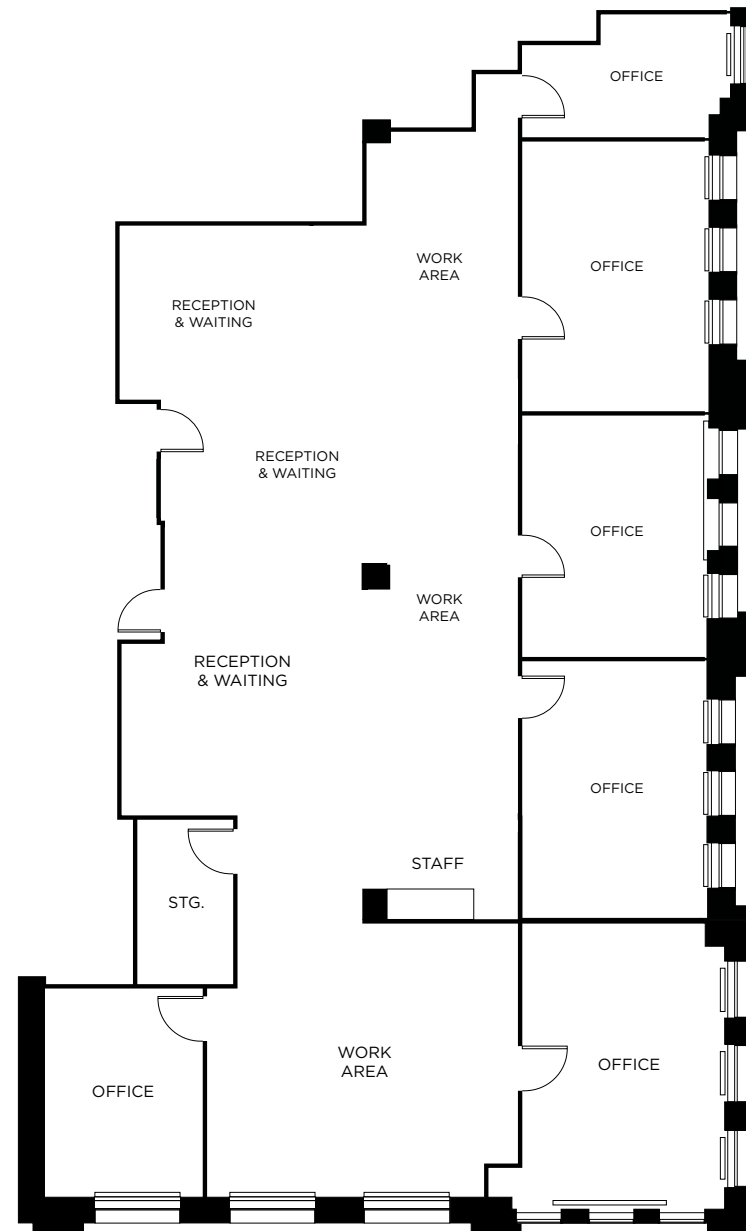 OFFICE
WORK
AREA
OFFICE
RECEPTION
& WAITING
RECEPTION
& WAITING
OFFICE
WORK
AREA
RECEPTION
& WAITING
OFFICE
STAFF
STG.
WORK
AREA
OFFICE
OFFICE